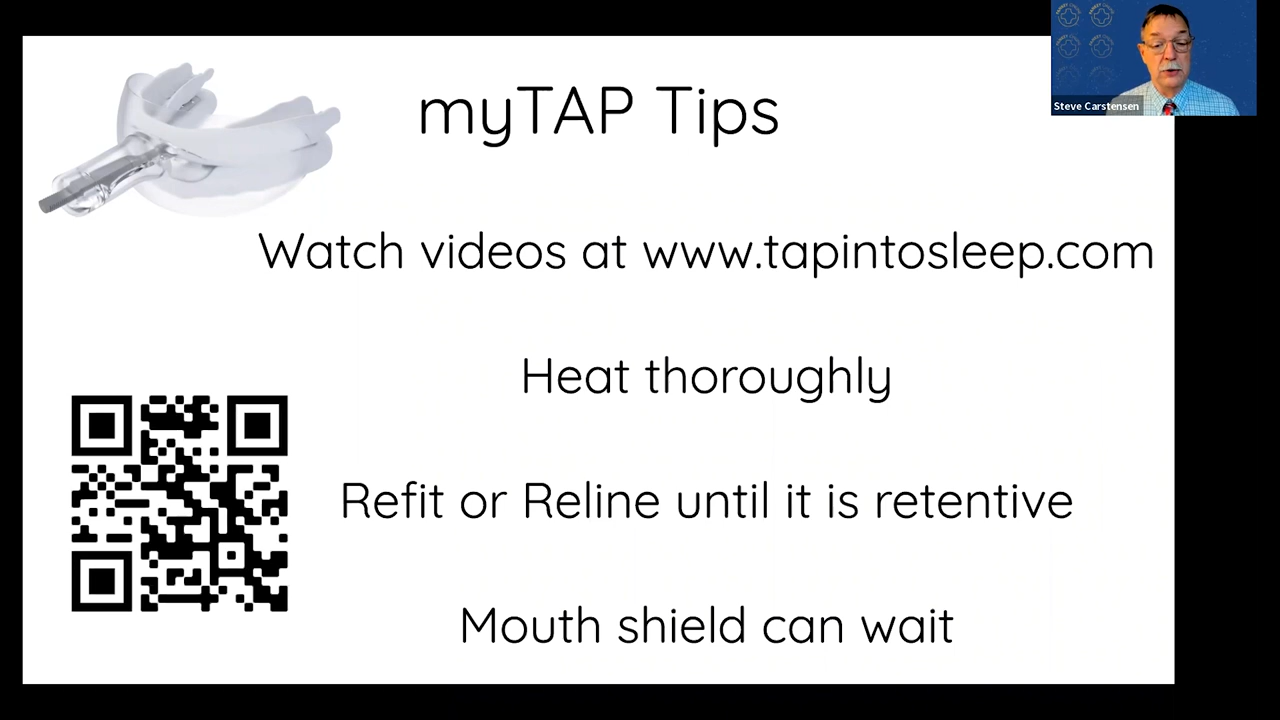 myTAP Tips
Steve Carstensen
Watch videos at www.tapintosleep.com
Heat thoroughly
Refit or Reline until it is retentive
Mouth shield can wait